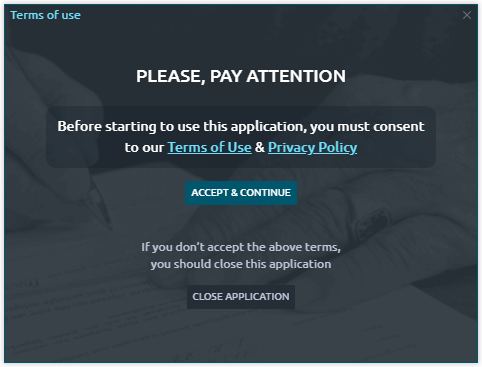 Terms of use
PLEASE, PAY ATTENTION
Before starting to use this application, you must consent
to our Terms of Use & Privacy Policy
ACCEPT & CONTINUE
If you don’t accept the above terms,
you should close this application
CLOSE APPLICATION